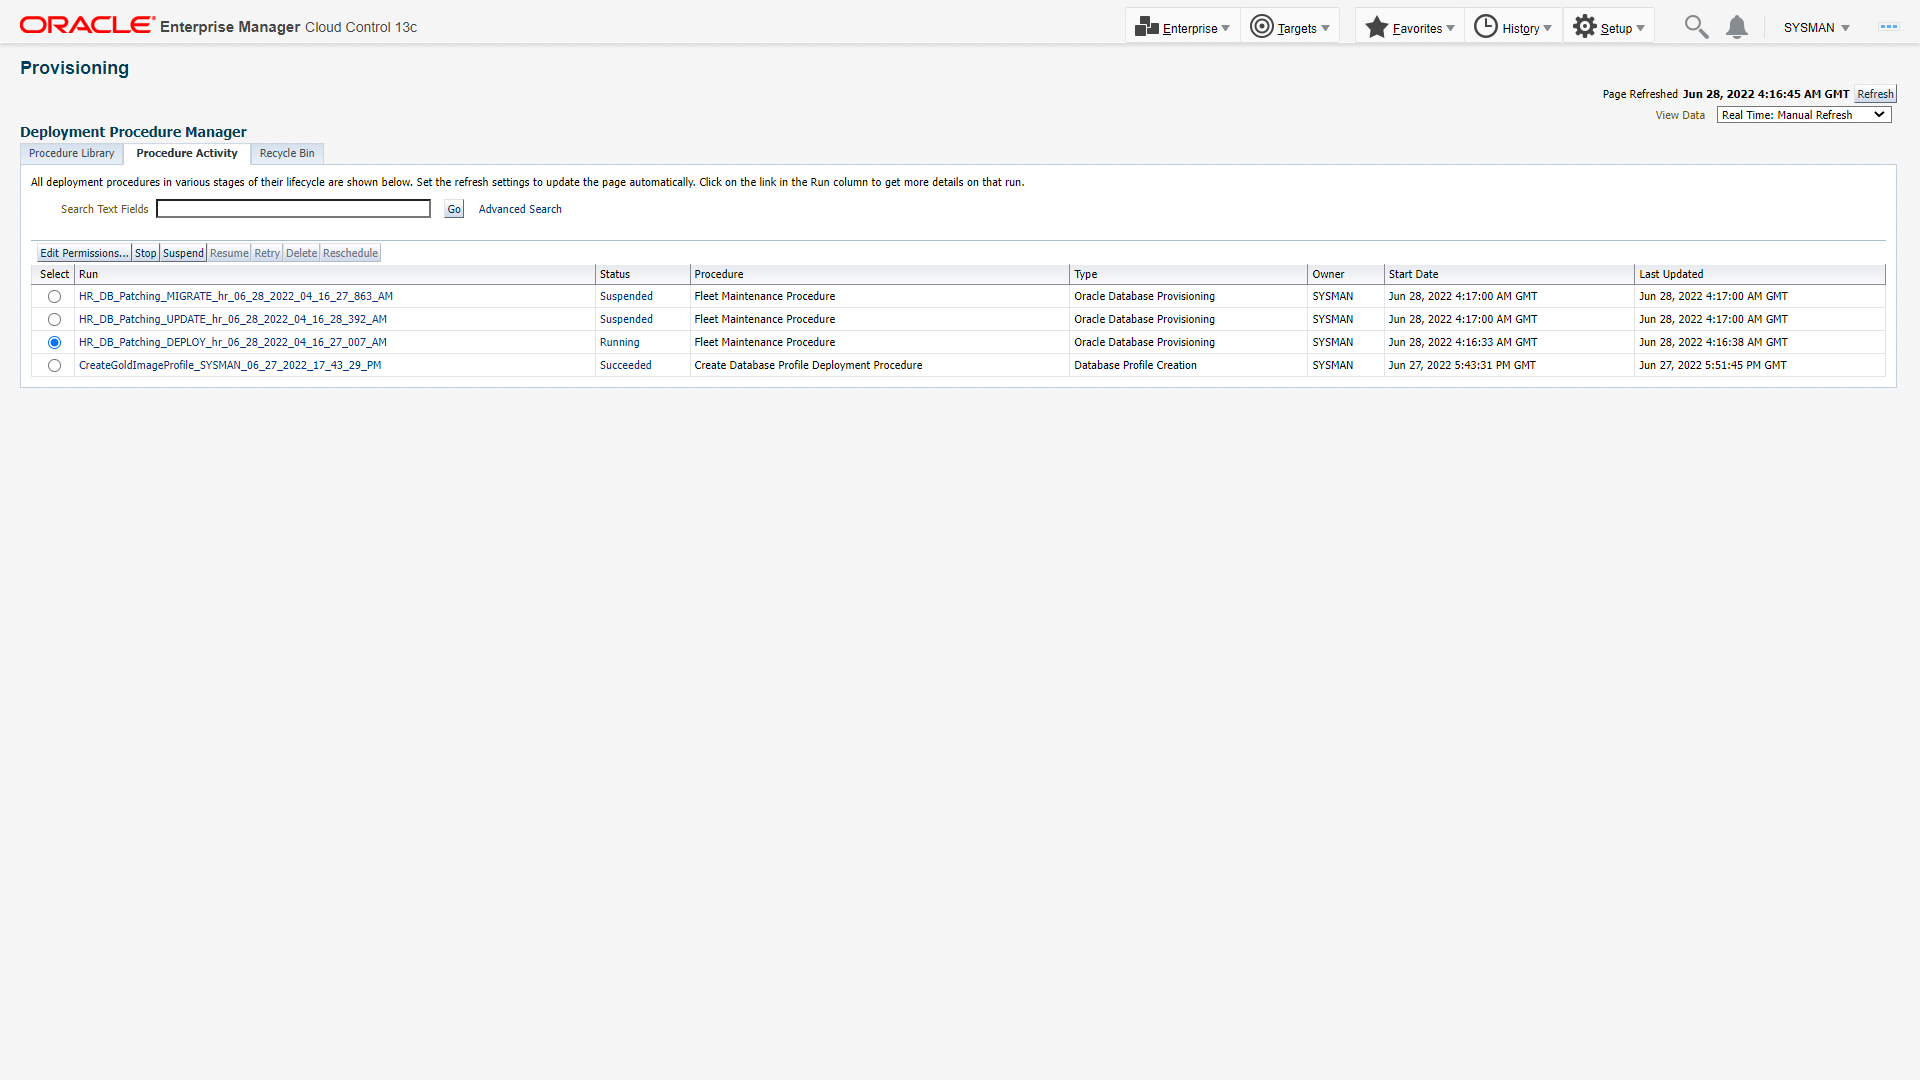 ORACLE® Enterprise Manager Cloud Control 13c Enterprise Targets Favorites History Setup SYSMAN
Provisioning
Page Refreshed Jun 28, 2022 4:16:45 AM GMT Refresh
View Data Real Time: Manual Refresh
Deployment Procedure Manager
Procedure Library Procedure Activity Recycle Bin
All deployment procedures in various stages of their lifecycle are shown below. Set the refresh settings to update the page automatically. Click on the link in the Run column to get more details on that run.
Search Text Fields Go Advanced Search
Edit Permissions... Stop Suspend Resume Retry Delete Reschedule
Select Run Status Procedure Type Owner Start Date Last Updated
HR_DB_Patching_MIGRATE_hr_06_28_2022_04_16_27_863_AM Suspended Fleet Maintenance Procedure Oracle Database Provisioning SYSMAN Jun 28, 2022 4:17:00 AM GMT Jun 28, 2022 4:17:00 AM GMT
HR_DB_Patching_UPDATE_hr_06_28_2022_04_16_28_392_AM Suspended Fleet Maintenance Procedure Oracle Database Provisioning SYSMAN Jun 28, 2022 4:17:00 AM GMT Jun 28, 2022 4:17:00 AM GMT
HR_DB_Patching_DEPLOY_hr_06_28_2022_04_16_27_007_AM Running Fleet Maintenance Procedure Oracle Database Provisioning SYSMAN Jun 28, 2022 4:16:33 AM GMT Jun 28, 2022 4:16:38 AM GMT
CreateGoldImageProfile_SYSMAN_06_27_2022_17_43_29_PM Succeeded Create Database Profile Deployment Procedure Database Profile Creation SYSMAN Jun 27, 2022 5:43:31 PM GMT Jun 27, 2022 5:51:45 PM GMT